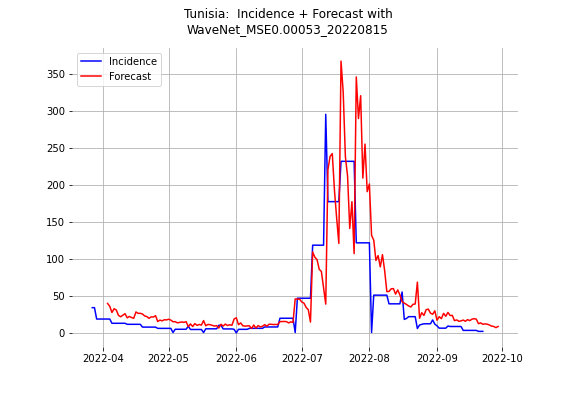 Tunisia:  Incidence + Forecast with
WaveNet_MSE0.00053_20220815
Incidence
Forecast
350
300
250
200
150
100
50
0
2022-04 2022-05 2022-06 2022-07 2022-08 2022-09 2022-10